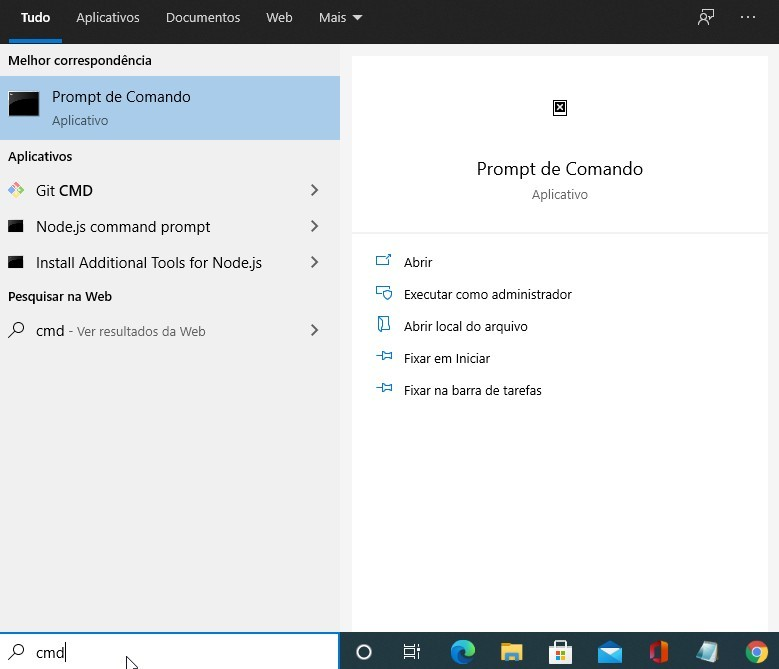 Tudo Aplicativos Documentos Web Mais
Melhor correspondência
Prompt de Comando
Aplicativo
Aplicativos
Git CMD
Node.js command prompt
Install Additional Tools for Node.js
Pesquisar na Web
cmd - Ver resultados da Web
Prompt de Comando
Aplicativo
Abrir
Executar como administrador
Abrir local do arquivo
Fixar em Iniciar
Fixar na barra de tarefas
cmd